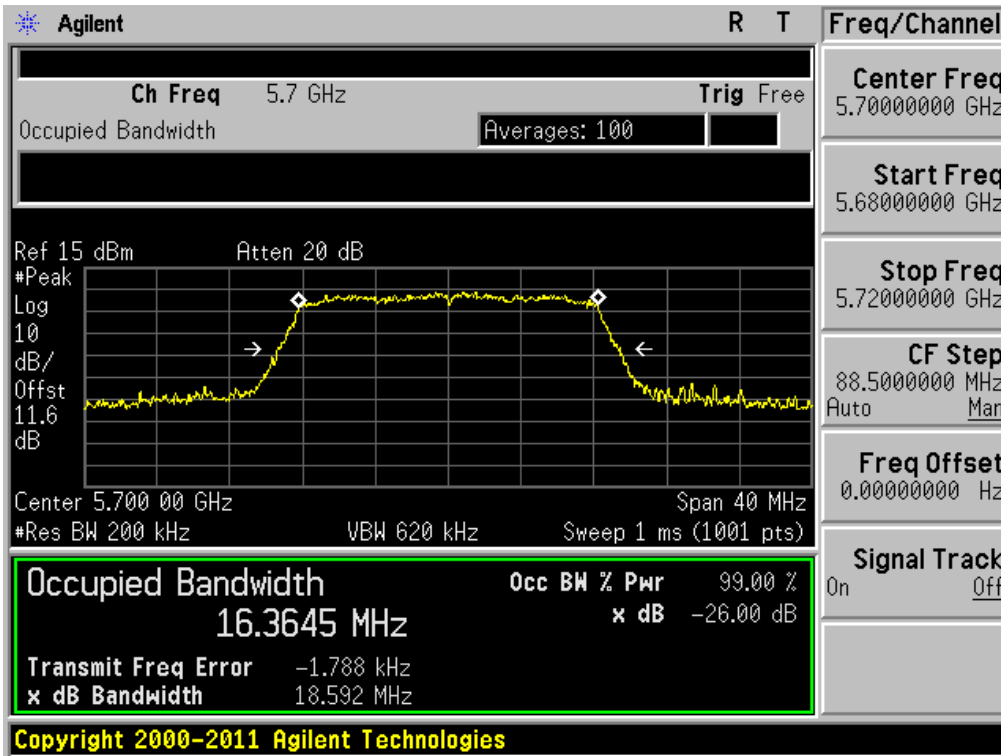 Agilent R T
Ch Freq 5.7 GHz Trig Free
Occupied Bandwidth Averages: 100
Ref 15 dBm Atten 20 dB
#Peak
Log
10
dB/
Offst
11.6
dB
Center 5.700 00 GHz Span 40 MHz
#Res BW 200 kHz VBW 620 kHz Sweep 1 ms (1001 pts)
Occupied Bandwidth Occ BW % Pwr 99.00 %
16.3645 MHz x dB -26.00 dB
Transmit Freq Error -1.788 kHz
x dB Bandwidth 18.592 MHz
Copyright 2000-2011 Agilent Technologies
Freq/Channel
Center Freq
5.70000000 GHz
Start Freq
5.68000000 GHz
Stop Freq
5.72000000 GHz
CF Step
88.5000000 MHz
Auto Man
Freq Offset
0.00000000 Hz
Signal Track
On Off